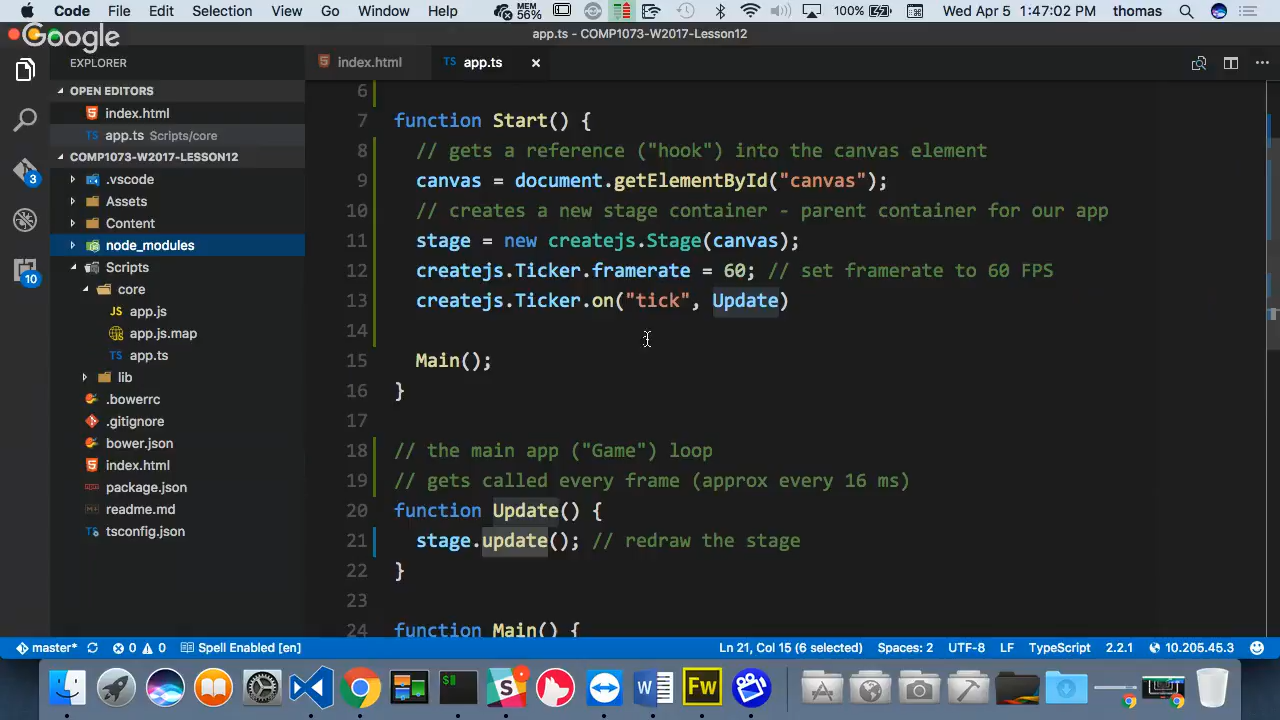 Code File Edit Selection View Go Window Help MEM 56% 100% Wed Apr 5 1:47:02 PM thomas
Google
app.ts - COMP1073-W2017-Lesson12
EXPLORER
index.html
TS app.ts
OPEN EDITORS
index.html
TS app.ts Scripts/core
COMP1073-W2017-LESSON12
.vscode
Assets
Content
node_modules
Scripts
core
JS app.js
app.js.map
TS app.ts
lib
.bowerrc
.gitignore
bower.json
index.html
package.json
readme.md
TS tsconfig.json
3
10
6
7 function Start() {
8 // gets a reference ("hook") into the canvas element
9 canvas = document.getElementById("canvas");
10 // creates a new stage container - parent container for our app
11 stage = new createjs.Stage(canvas);
12 createjs.Ticker.framerate = 60; // set framerate to 60 FPS
13 createjs.Ticker.on("tick", Update)
14
15 Main();
16 }
17
18 // the main app ("Game") loop
19 // gets called every frame (approx every 16 ms)
20 function Update() {
21 stage.update(); // redraw the stage
22 }
23
24 function Main() {
master* 0 0 Spell Enabled [en] Ln 21, Col 15 (6 selected) Spaces: 2 UTF-8 LF TypeScript 2.2.1 10.205.45.3
Fw